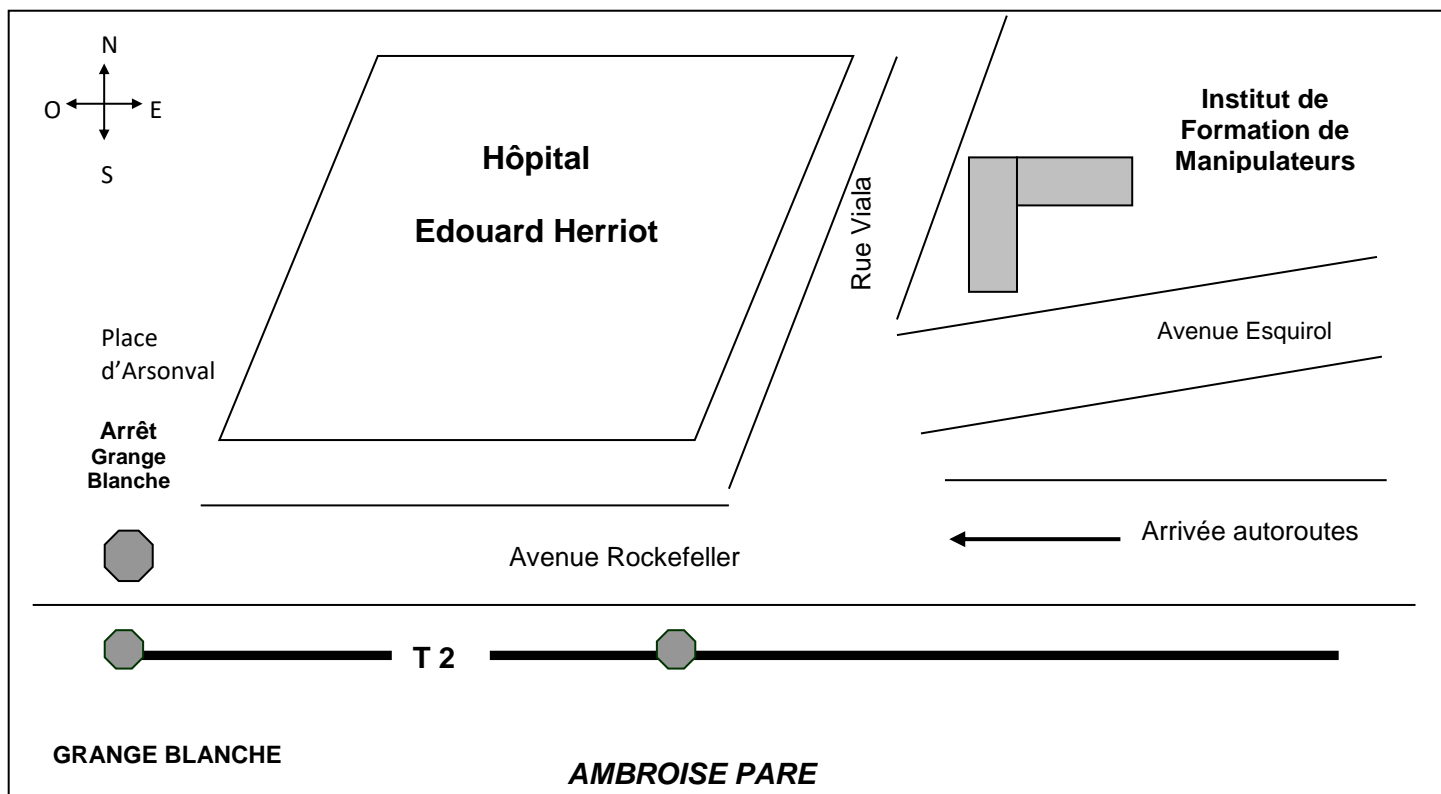 N
O E
S
Hôpital
Edouard Herriot
Rue Viala
Institut de
Formation de
Manipulateurs
Place
d’Arsonval
Avenue Esquirol
Arrêt
Grange
Blanche
Avenue Rockefeller
Arrivée autoroutes
T 2
GRANGE BLANCHE
AMBROISE PARE